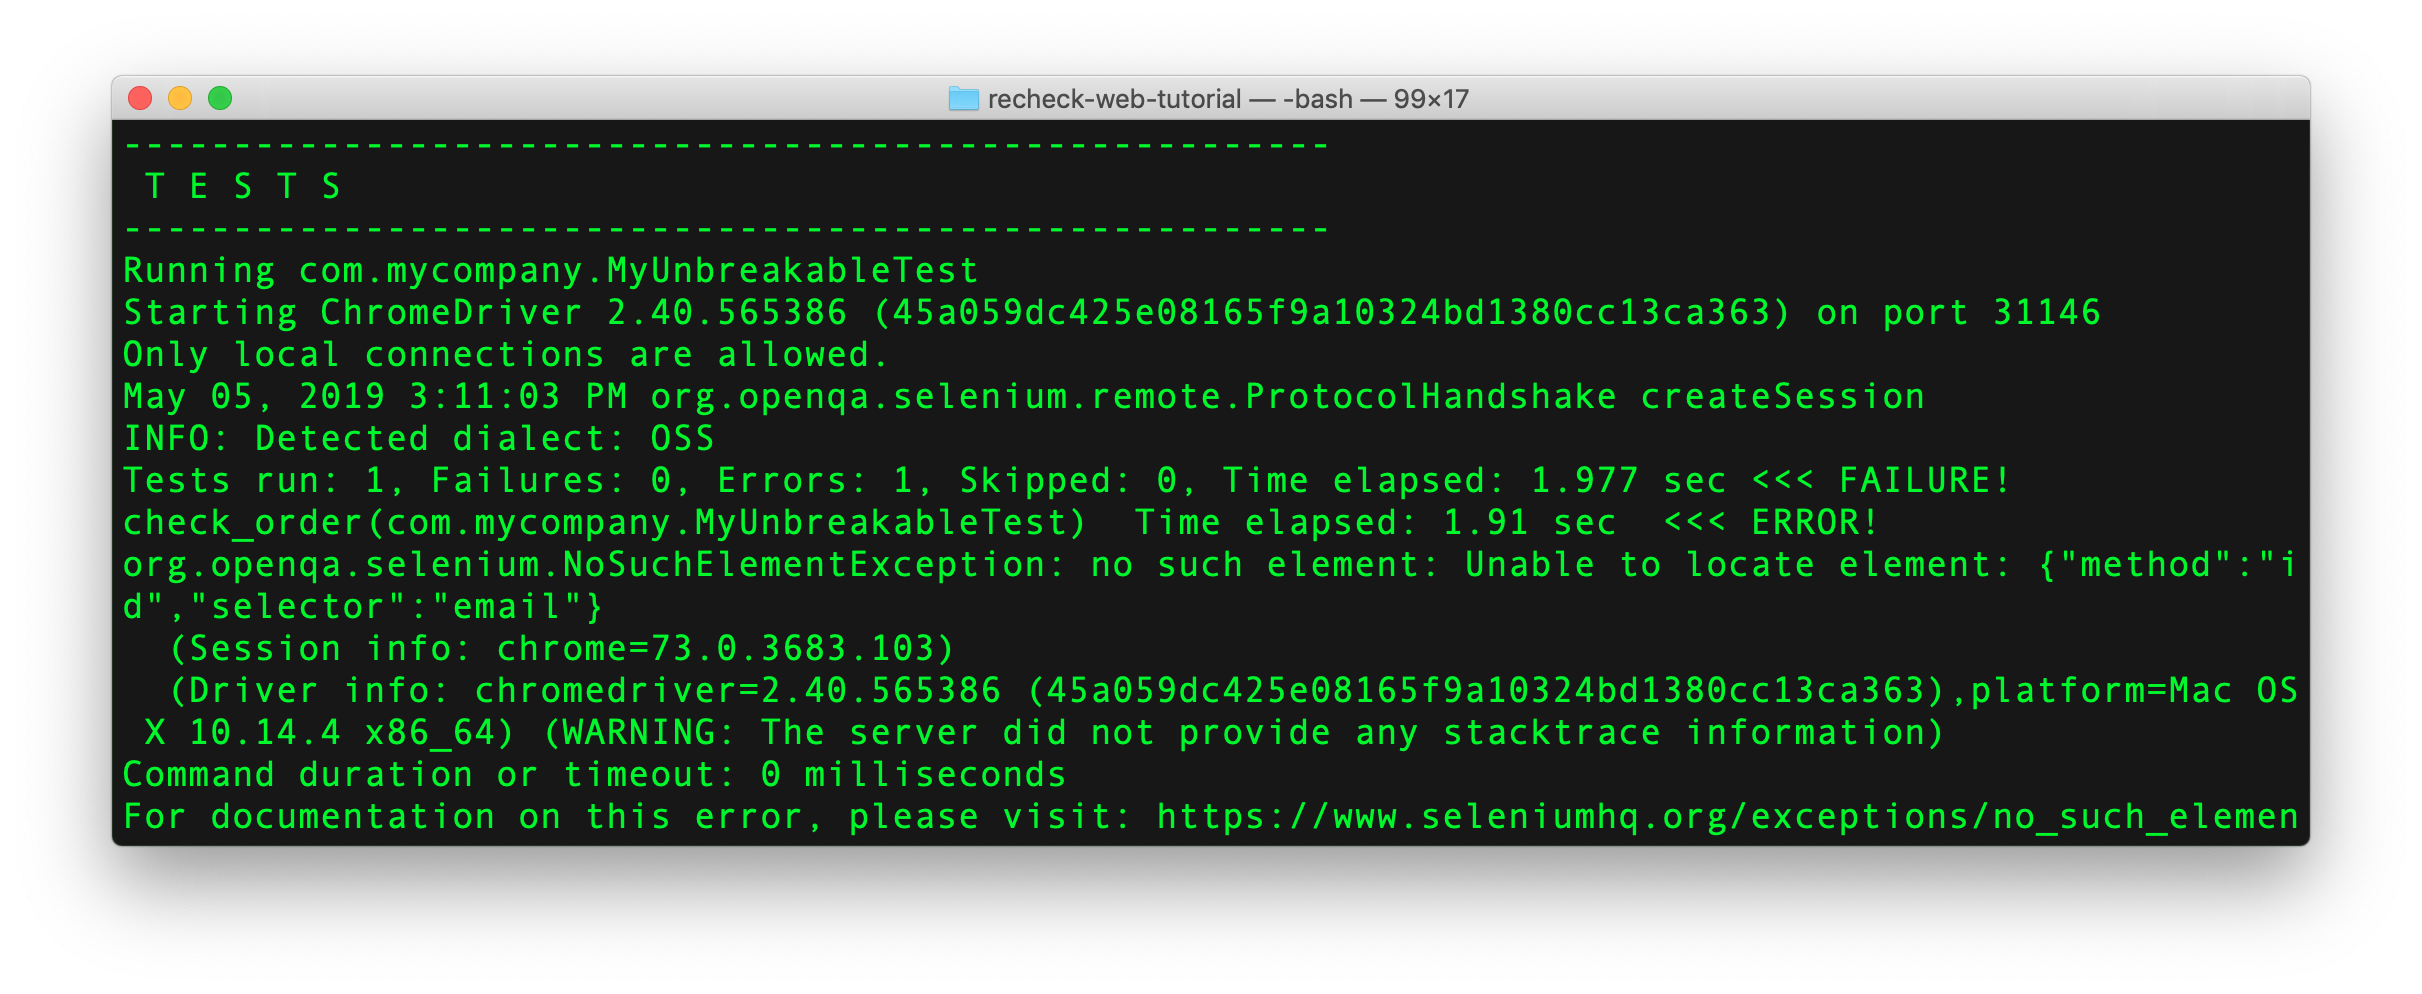 recheck-web-tutorial — -bash — 99×17
-------------------------------------------------------
 T E S T S
-------------------------------------------------------
Running com.mycompany.MyUnbreakableTest
Starting ChromeDriver 2.40.565386 (45a059dc425e08165f9a10324bd1380cc13ca363) on port 31146
Only local connections are allowed.
May 05, 2019 3:11:03 PM org.openqa.selenium.remote.ProtocolHandshake createSession
INFO: Detected dialect: OSS
Tests run: 1, Failures: 0, Errors: 1, Skipped: 0, Time elapsed: 1.977 sec <<< FAILURE!
check_order(com.mycompany.MyUnbreakableTest)  Time elapsed: 1.91 sec  <<< ERROR!
org.openqa.selenium.NoSuchElementException: no such element: Unable to locate element: {"method":"i
d","selector":"email"}
  (Session info: chrome=73.0.3683.103)
  (Driver info: chromedriver=2.40.565386 (45a059dc425e08165f9a10324bd1380cc13ca363),platform=Mac OS
 X 10.14.4 x86_64) (WARNING: The server did not provide any stacktrace information)
Command duration or timeout: 0 milliseconds
For documentation on this error, please visit: https://www.seleniumhq.org/exceptions/no_such_elemen